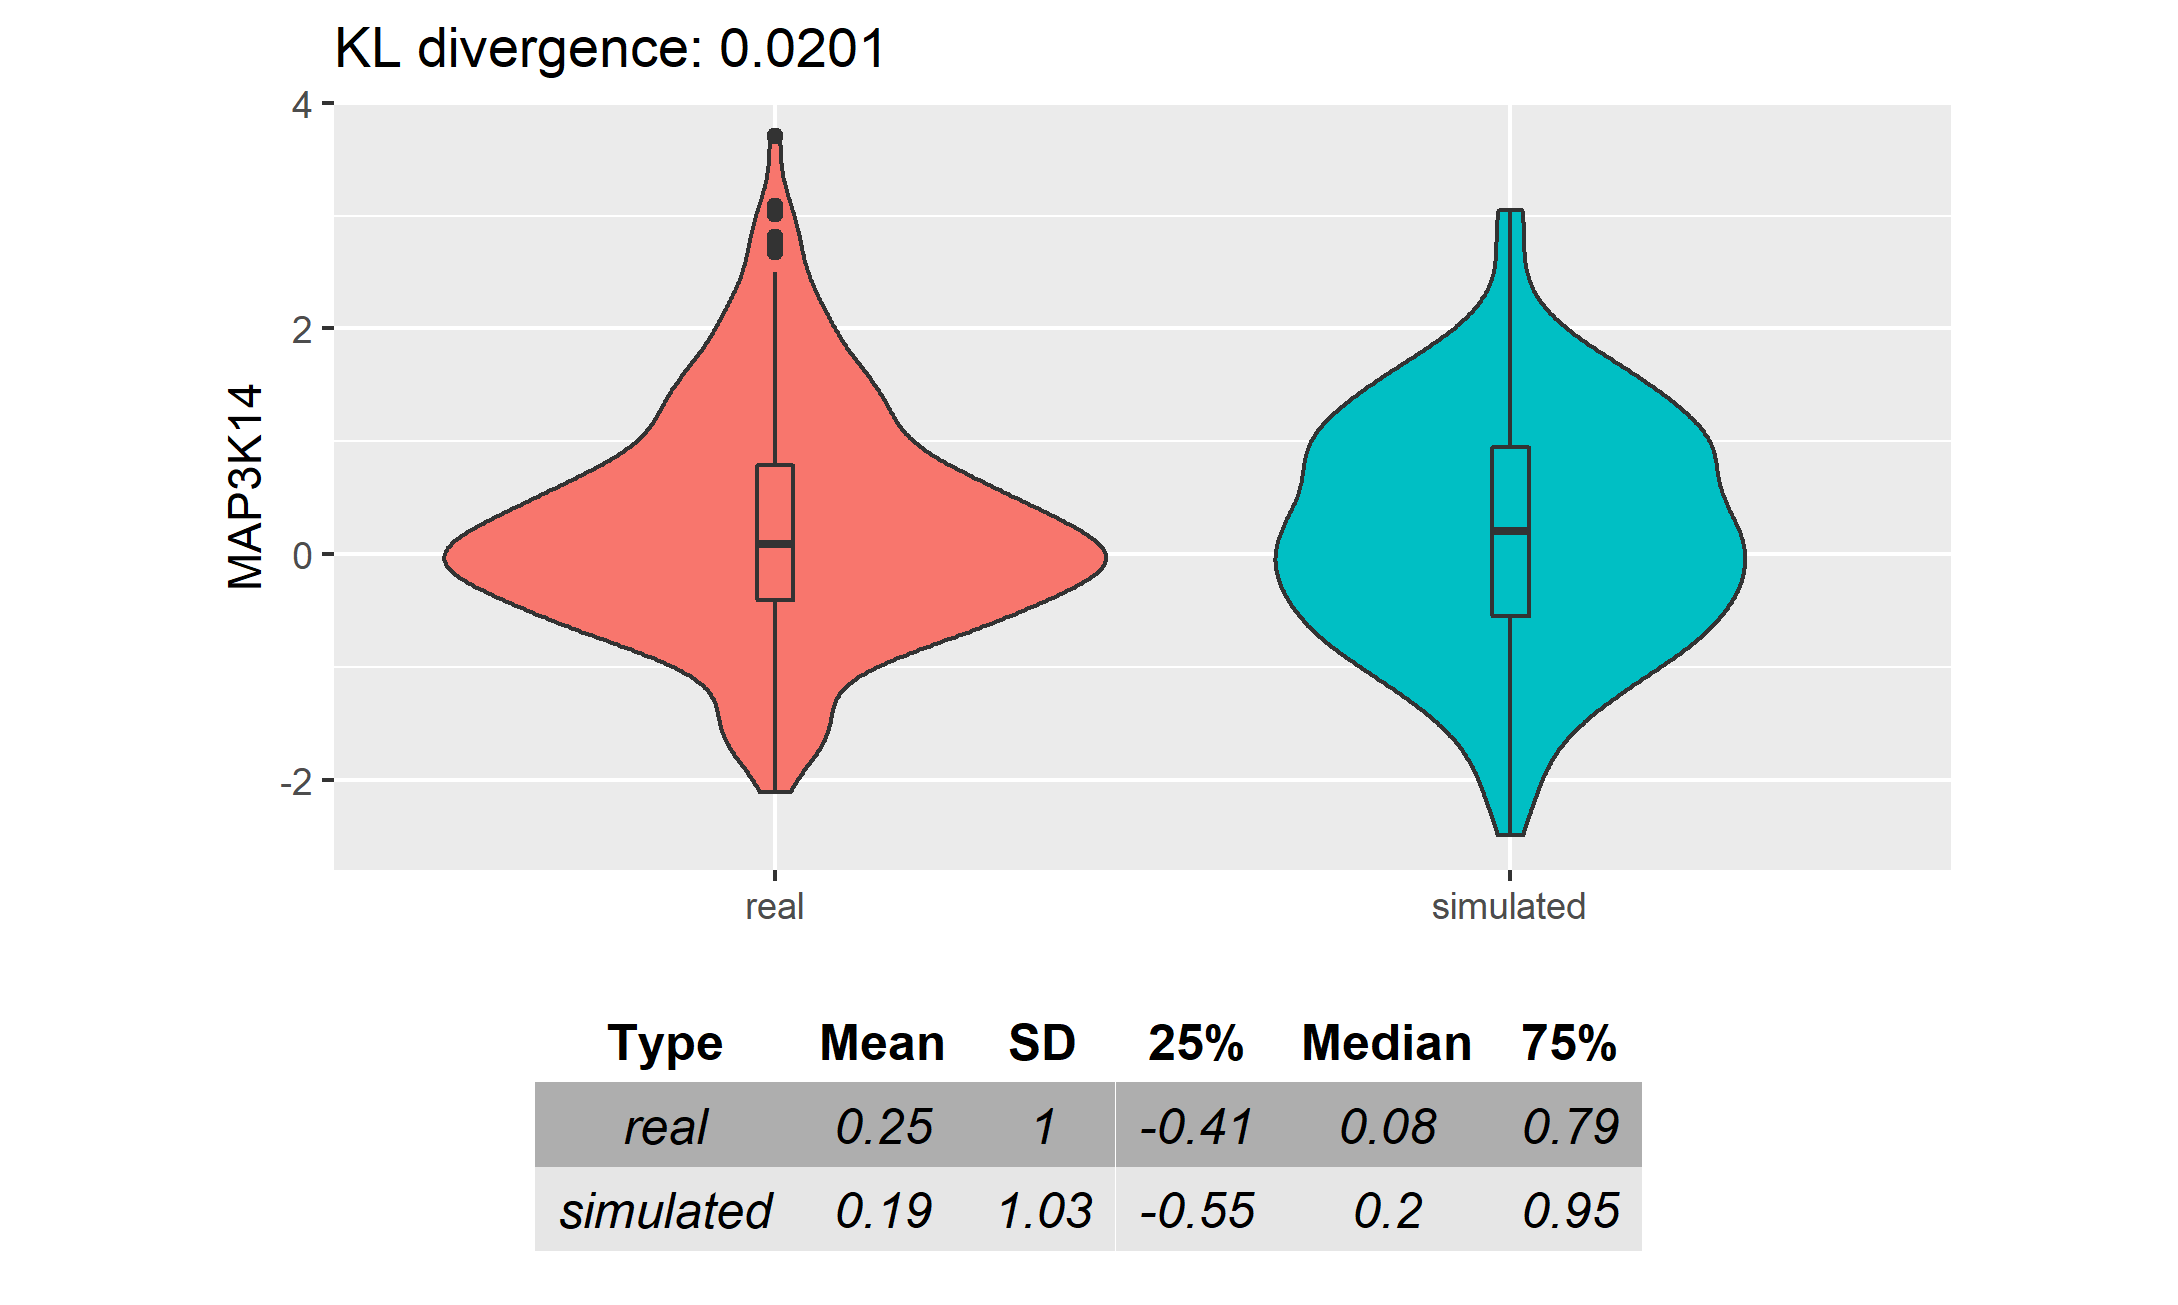 KL divergence: 0.0201
4
2
0
-2
MAP3K14
real simulated
Type Mean SD 25% Median 75%
real 0.25 1 -0.41 0.08 0.79
simulated 0.19 1.03 -0.55 0.2 0.95